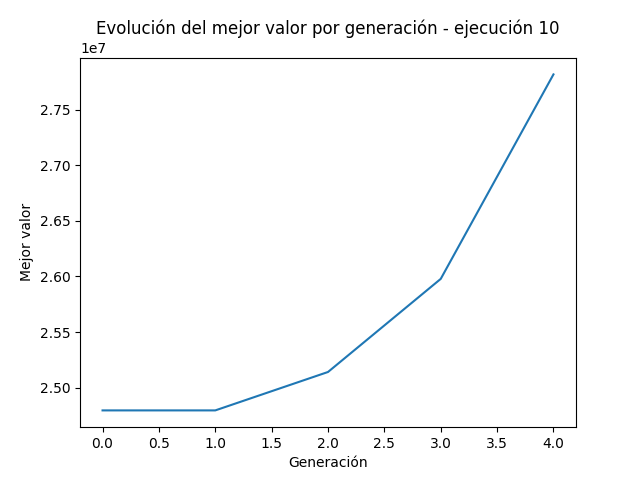 Evolución del mejor valor por generación - ejecución 10
1e7
2.75
2.70
2.65
2.60
2.55
2.50
Mejor valor
0.0 0.5 1.0 1.5 2.0 2.5 3.0 3.5 4.0
Generación